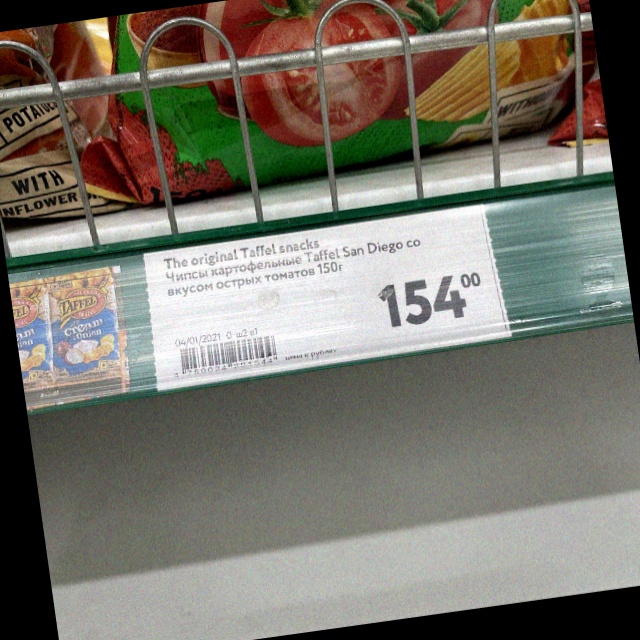 POTATO
WITH
NFLOWER
WITH
The original Taffel snacks
Чипсы картофельные Taffel San Diego со
вкусом острых томатов 150г
154 00
04/01/2021
TAFFEL